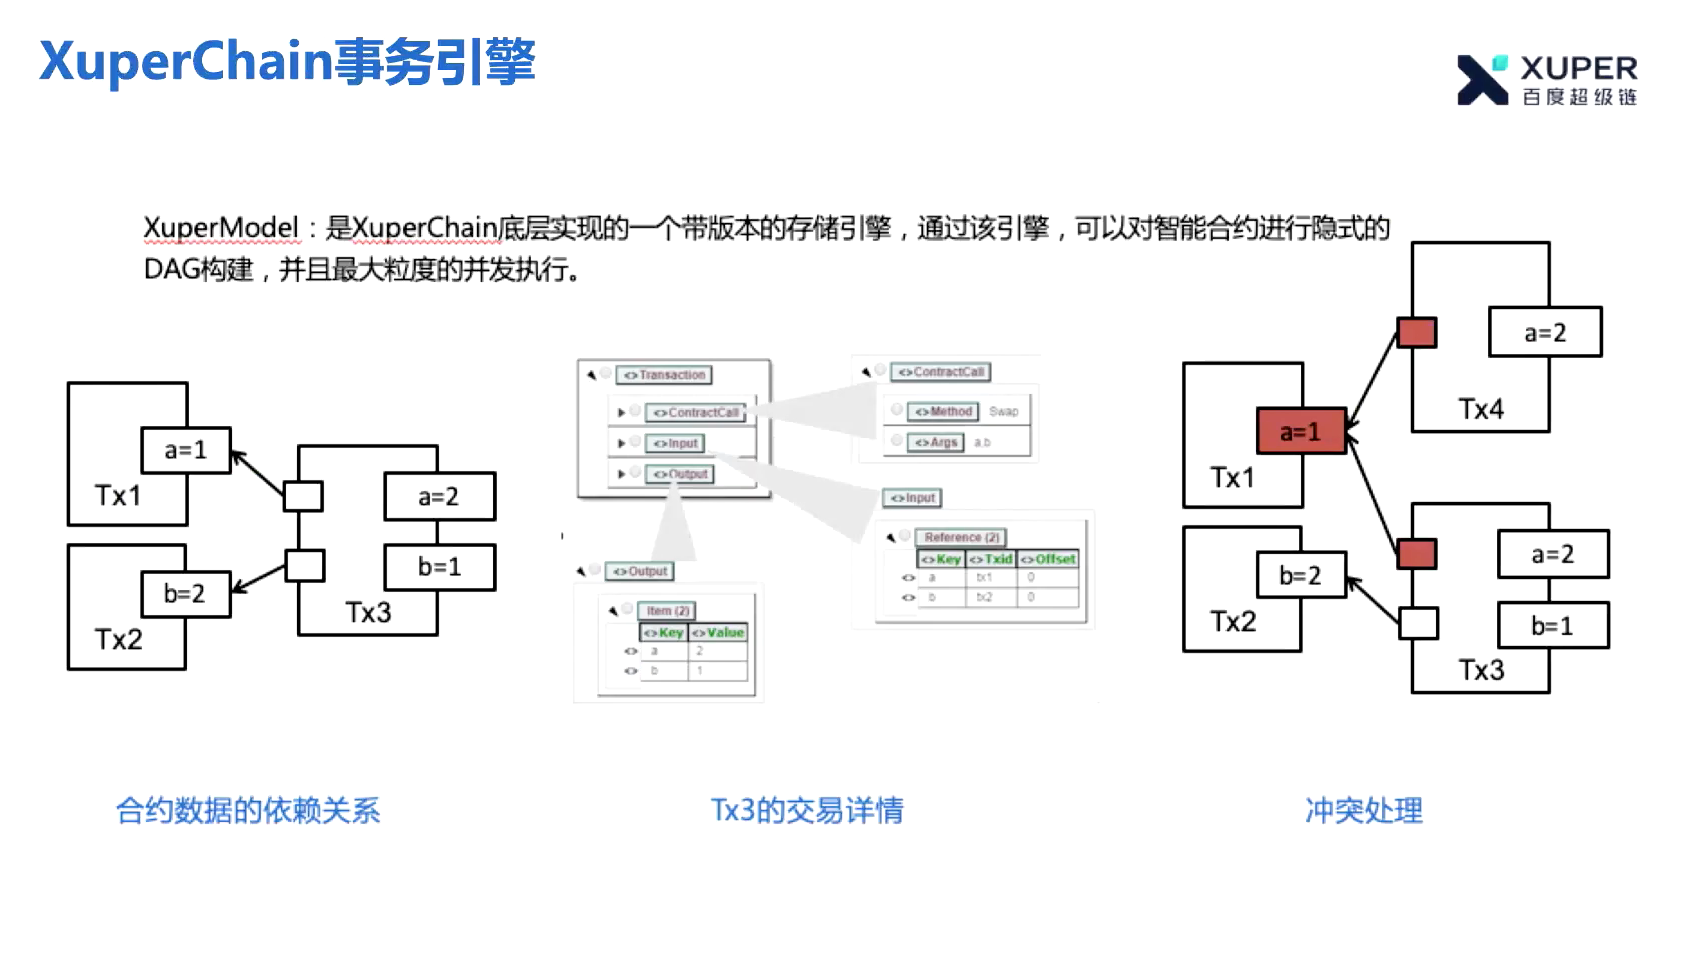 XuperChain事务引擎
XUPER
百度超级链
XuperModel：是XuperChain底层实现的一个带版本的存储引擎，通过该引擎，可以对智能合约进行隐式的
DAG构建，并且最大粒度的并发执行。
a=1
Tx1
b=2
Tx2
a=2
b=1
Tx3
<>Transaction
<>ContractCall
<>Input
<>Output
<>ContractCall
<>Method Swap
<>Args a,b
<>Input
Reference (2)
<>Key <>Txid <>Offset
<> a tx1 0
<> b tx2 0
<>Output
Item (2)
<>Key <>Value
<> a 2
<> b 1
a=2
Tx4
a=1
Tx1
b=2
Tx2
a=2
b=1
Tx3
合约数据的依赖关系
Tx3的交易详情
冲突处理